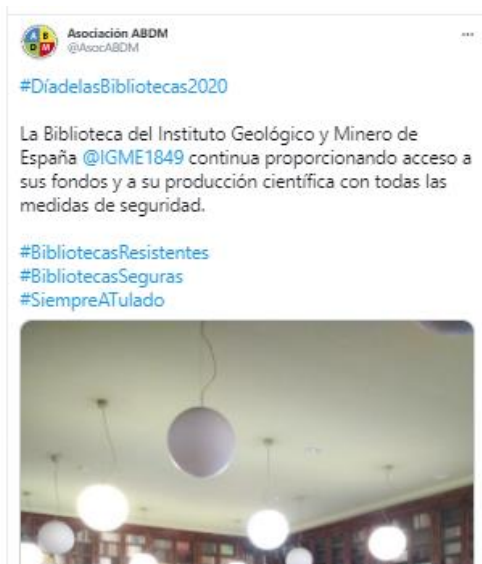 A B
D M
Asociación ABDM
@AsocABDM
#DíadelasBibliotecas2020
La Biblioteca del Instituto Geológico y Minero de
España @IGME1849 continua proporcionando acceso a
sus fondos y a su producción científica con todas las
medidas de seguridad.
#BibliotecasResistentes
#BibliotecasSeguras
#SiempreATulado